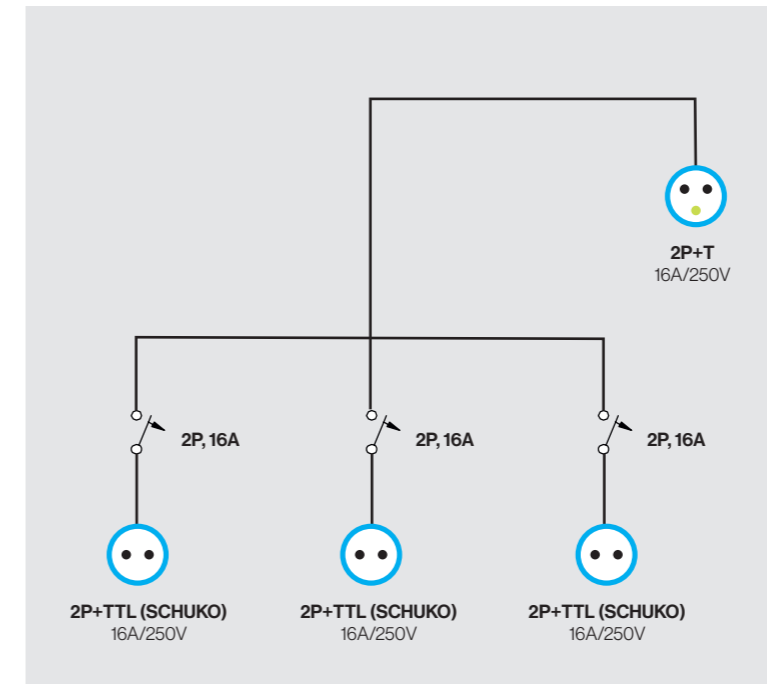 2P+T
16A/250V
2P, 16A
2P, 16A
2P, 16A
2P+TTL (SCHUKO)
16A/250V
2P+TTL (SCHUKO)
16A/250V
2P+TTL (SCHUKO)
16A/250V